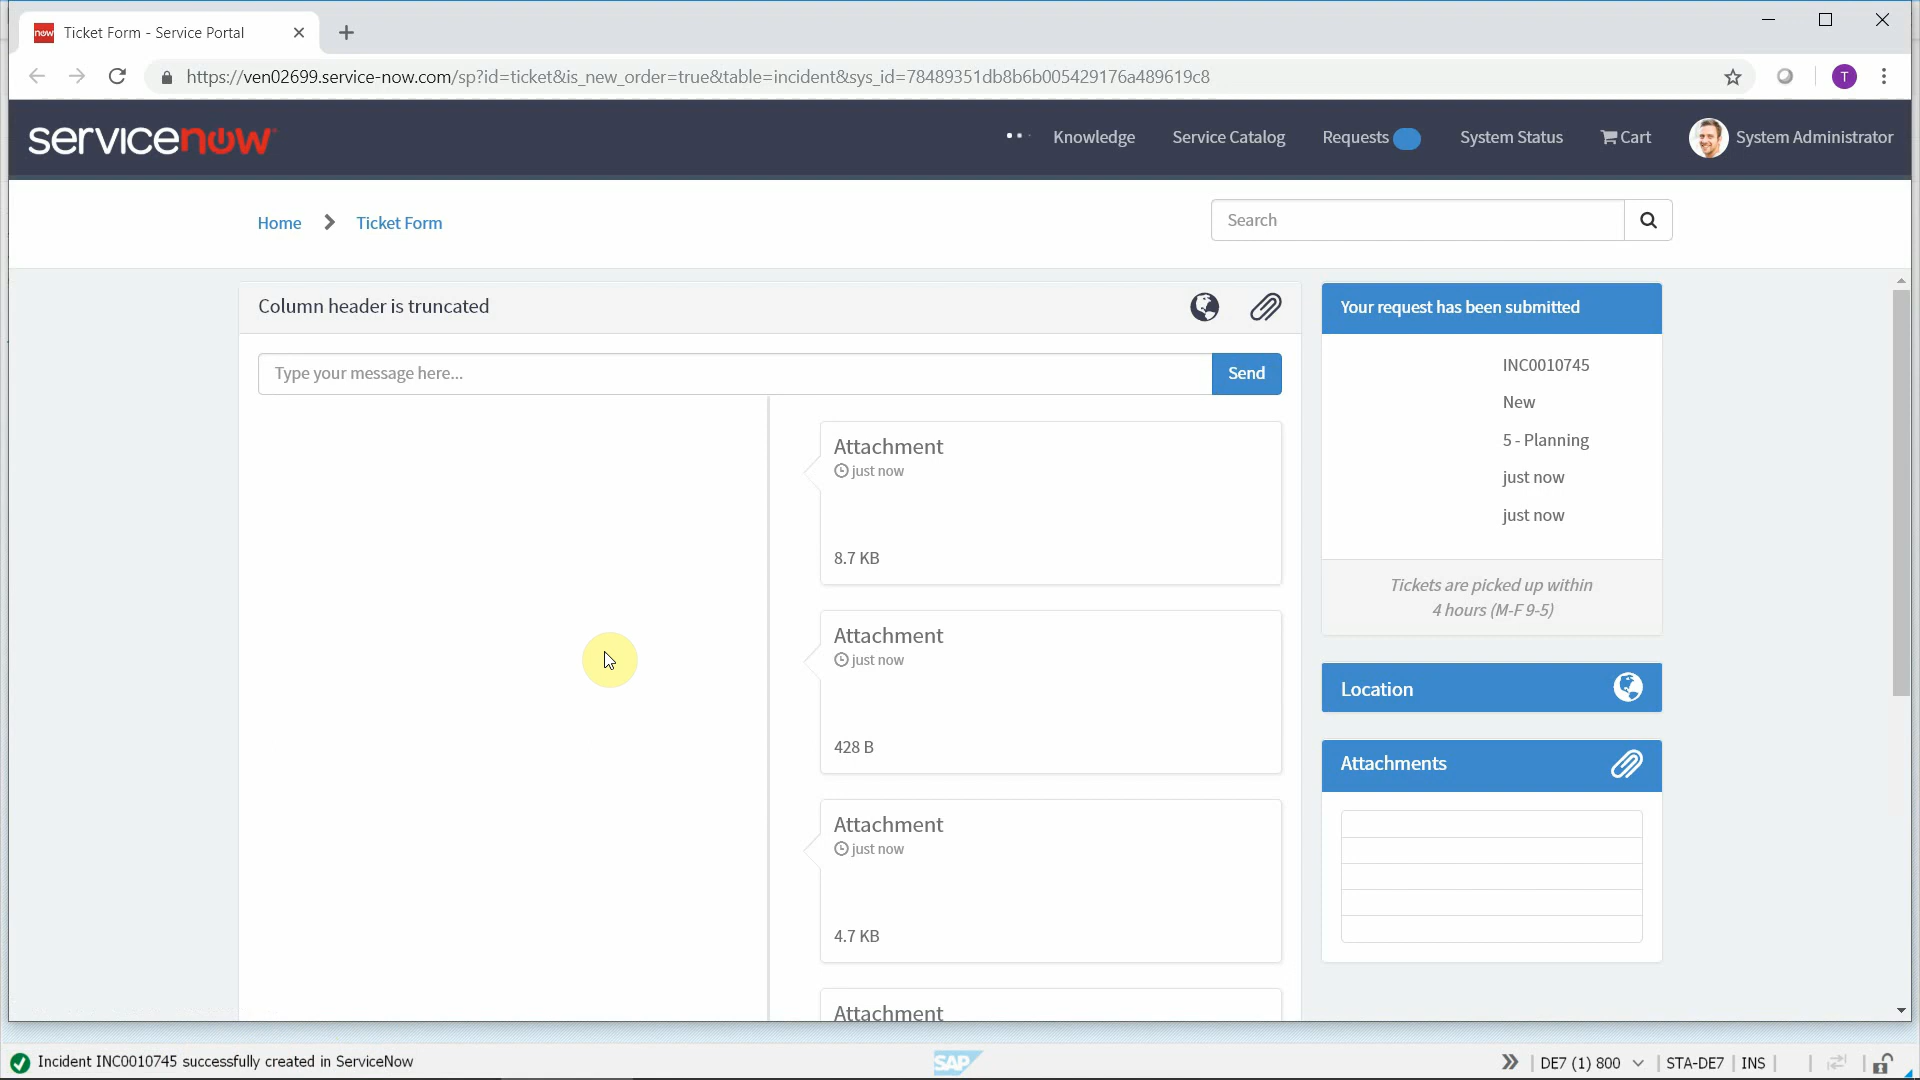 now Ticket Form - Service Portal
https://ven02699.service-now.com/sp?id=ticket&is_new_order=true&table=incident&sys_id=78489351db8b6b005429176a489619c8
T
servicenow
Knowledge
Service Catalog
Requests
System Status
Cart
System Administrator
Home
Ticket Form
Search
Column header is truncated
Type your message here...
Send
Attachment
just now
8.7 KB
Attachment
just now
428 B
Attachment
just now
4.7 KB
Attachment
Your request has been submitted
INC0010745
New
5 - Planning
just now
just now
Tickets are picked up within
4 hours (M-F 9-5)
Location
Attachments
Incident INC0010745 successfully created in ServiceNow
SAP
DE7 (1) 800
STA-DE7
INS